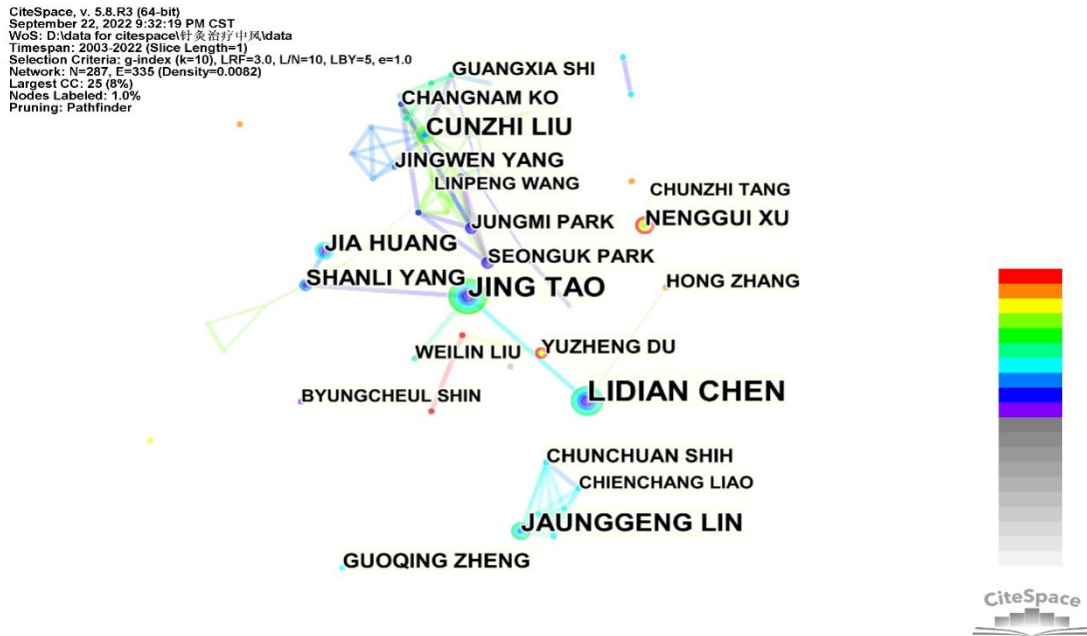 CiteSpace, v. 5.8.R3 (64-bit)
September 22, 2022 9:32:19 PM CST
WoS: D:\data for citespace\针灸治疗中风\data
Timespan: 2003-2022 (Slice Length=1)
Selection Criteria: g-index (k=10), LRF=3.0, L/N=10, LBY=5, e=1.0
Network: N=287, E=335 (Density=0.0082)
Largest CC: 25 (8%)
Nodes Labeled: 1.0%
Pruning: Pathfinder
GUANGXIA SHI
CHANGNAM KO
CUNZHI LIU
JINGWEN YANG
LINPENG WANG
CHUNZHI TANG
JUNGMI PARK
NENGGUI XU
JIA HUANG
SEONGUK PARK
SHANLI YANG
JING TAO
HONG ZHANG
WEILIN LIU
YUZHENG DU
BYUNGCHEUL SHIN
LIDIAN CHEN
CHUNCHUAN SHIH
CHIENCHANG LIAO
JAUNGGENG LIN
GUOQING ZHENG
CiteSpace